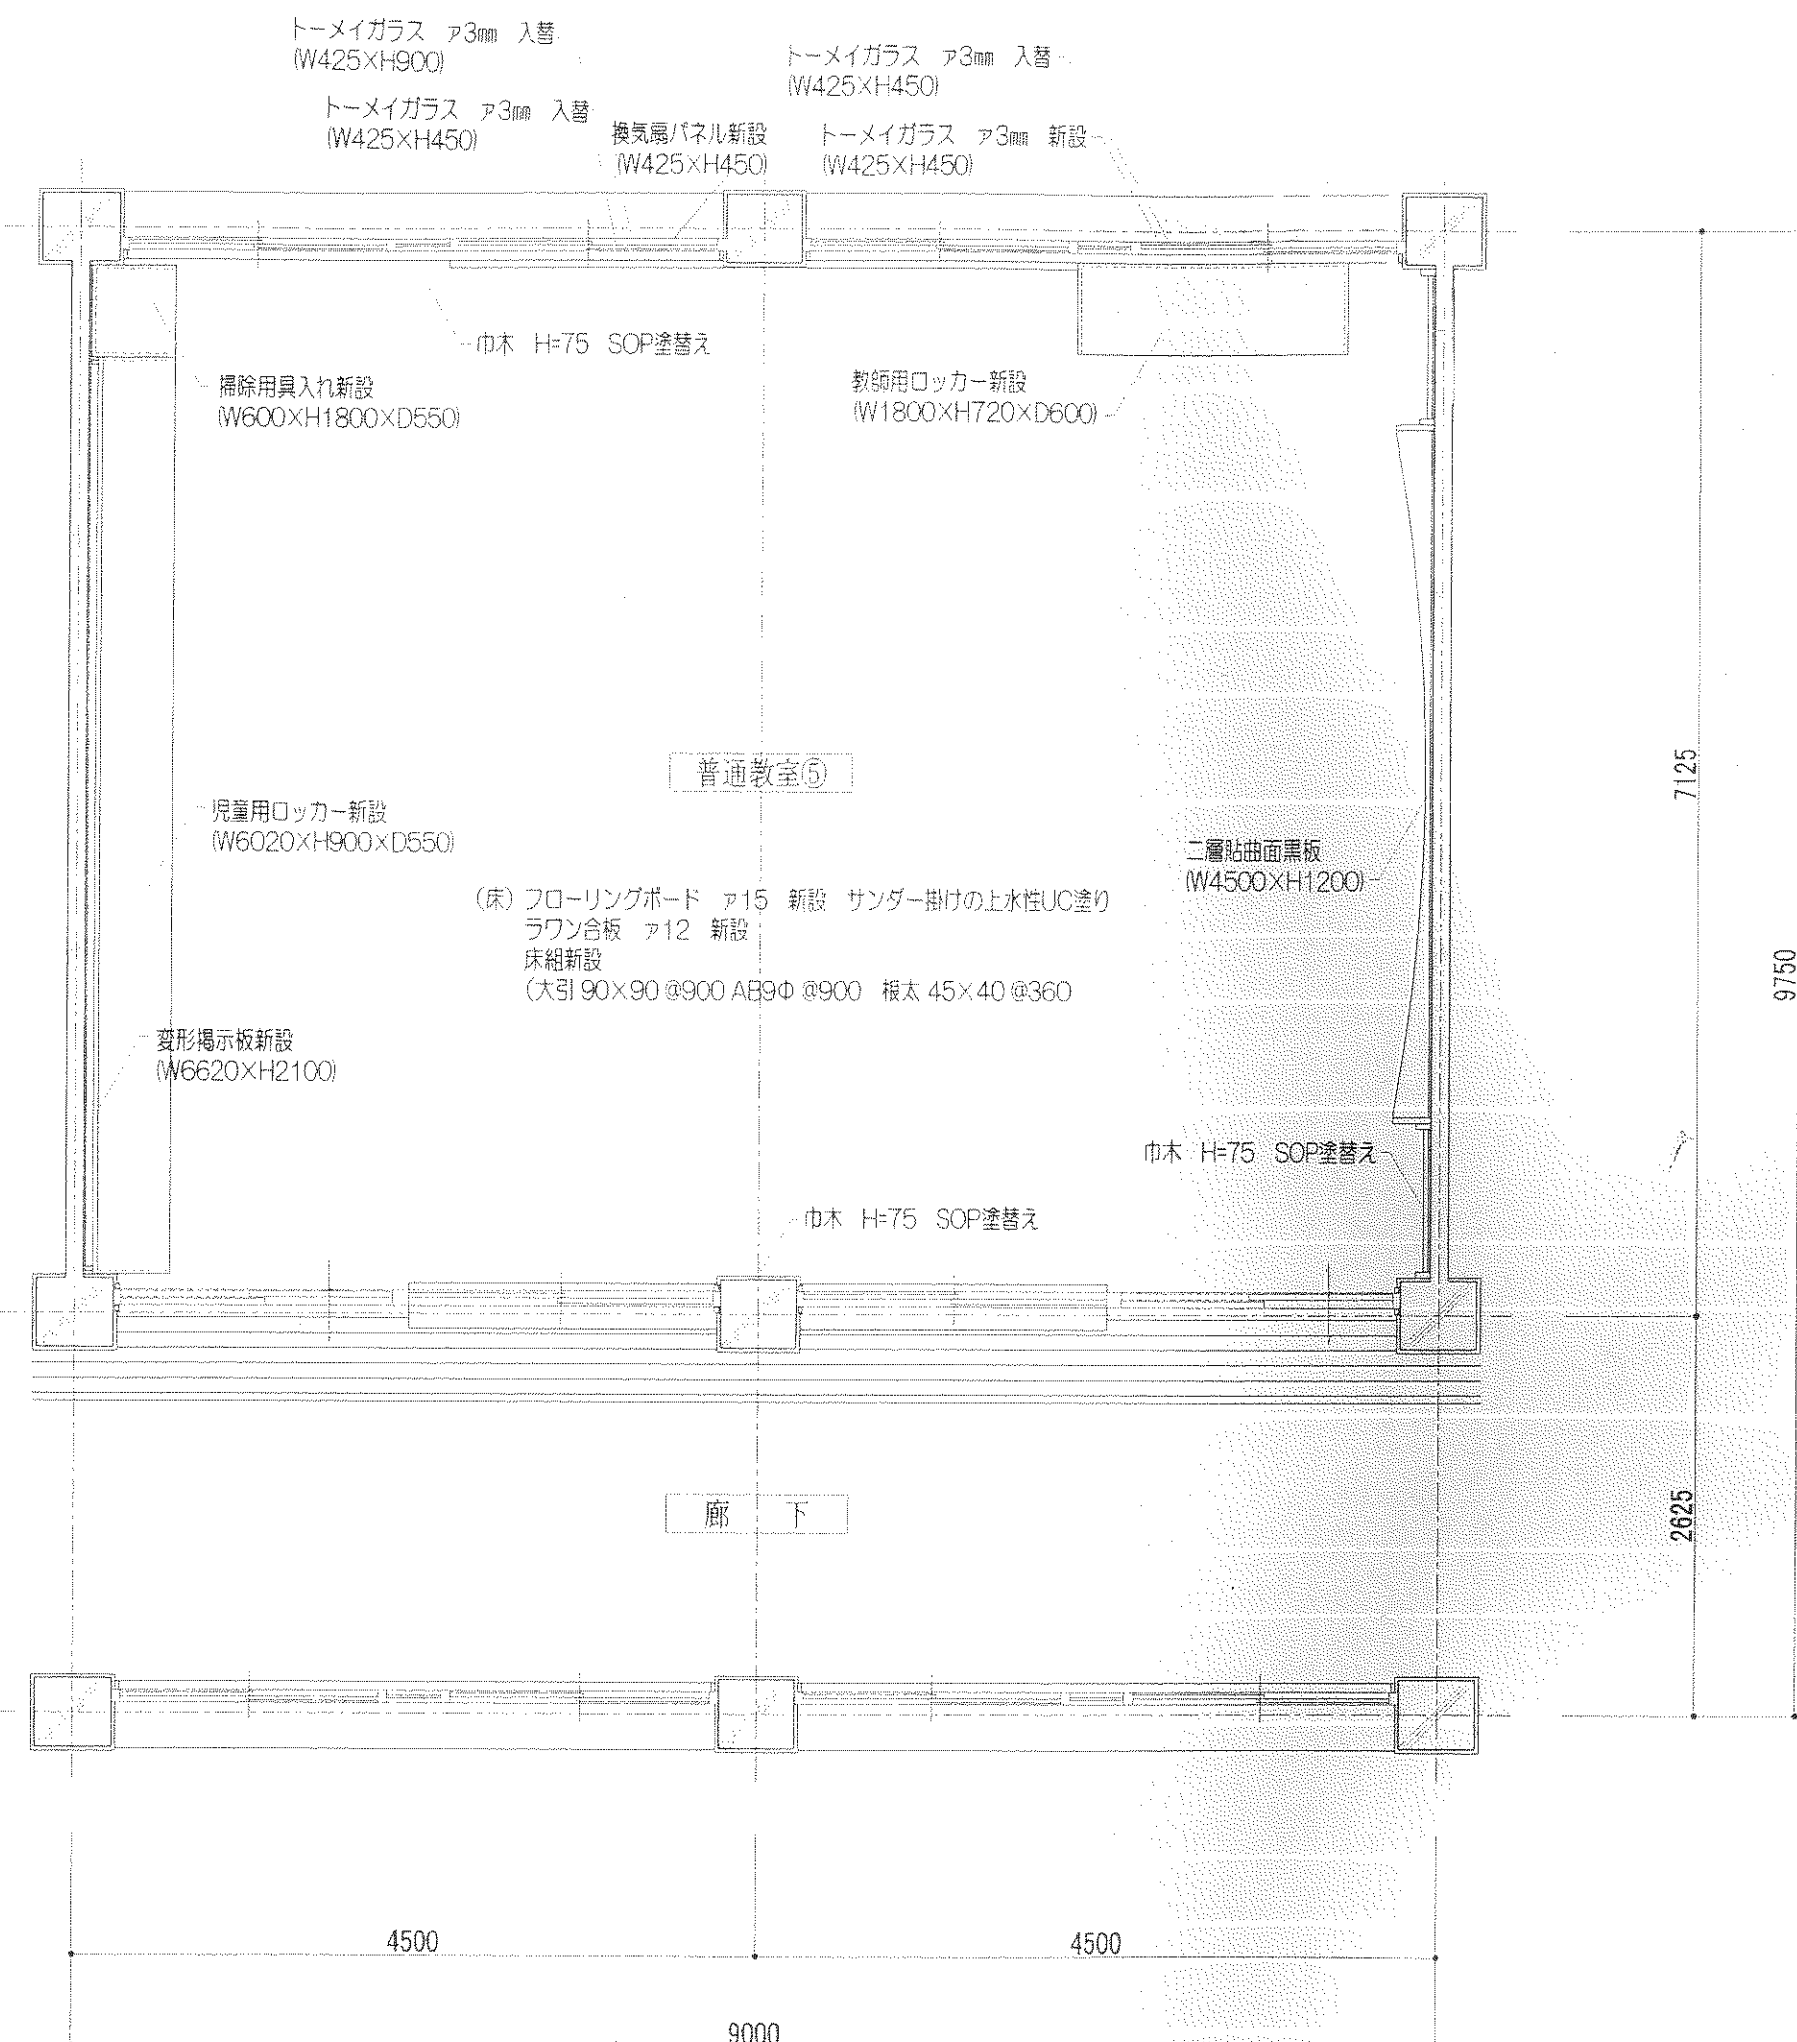 トーメイガラス ァ3㎜ 入替
(W425×H900)
トーメイガラス ァ3㎜ 入替
(W425×H450)
トーメイガラス ァ3㎜ 入替
(W425×H450)
換気扇パネル新設
(W425×H450)
トーメイガラス ァ3㎜ 新設
(W425×H450)
巾木 H=75 SOP塗替え
掃除用具入れ新設
(W600×H1800×D550)
教師用ロッカー新設
(W1800×H720×D600)
普通教室⑤
7125
児童用ロッカー新設
(W6020×H900×D550)
二層貼曲面黒板
(W4500×H1200)
(床) フローリングボード ァ15 新設 サンダー掛けの上水性UC塗り
ラワン合板 ァ12 新設
床組新設
(大引 90×90 @900 AB9Φ @900 根太 45×40 @360
9750
変形掲示板新設
(W6620×H2100)
巾木 H=75 SOP塗替え
巾木 H=75 SOP塗替え
廊下
2625
4500
4500
9000